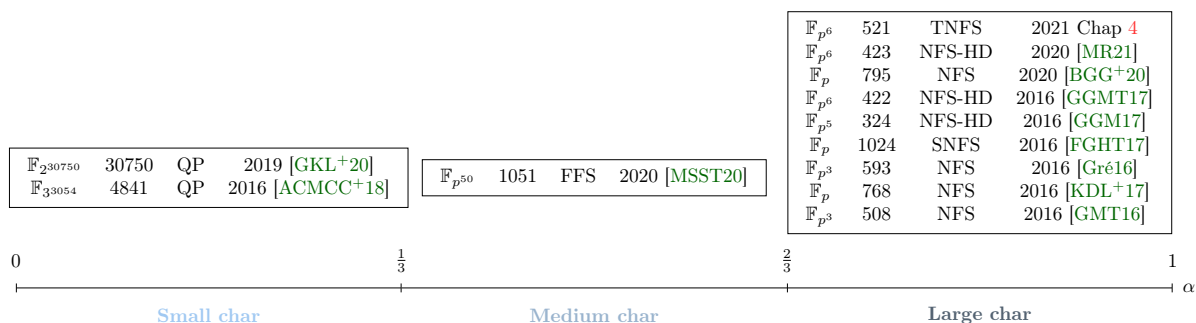 𝔽_{p^6} 521 TNFS 2021 Chap 4
𝔽_{p^6} 423 NFS-HD 2020 [MR21]
𝔽_p 795 NFS 2020 [BGG^+20]
𝔽_{p^6} 422 NFS-HD 2016 [GGMT17]
𝔽_{p^5} 324 NFS-HD 2016 [GGM17]
𝔽_p 1024 SNFS 2016 [FGHT17]
𝔽_{p^3} 593 NFS 2016 [Gré16]
𝔽_p 768 NFS 2016 [KDL^+17]
𝔽_{p^3} 508 NFS 2016 [GMT16]
𝔽_{2^{30750}} 30750 QP 2019 [GKL^+20]
𝔽_{3^{3054}} 4841 QP 2016 [ACMCC^+18]
𝔽_{p^{50}} 1051 FFS 2020 [MSST20]
0 1/3 2/3 1
α
Small char Medium char Large char